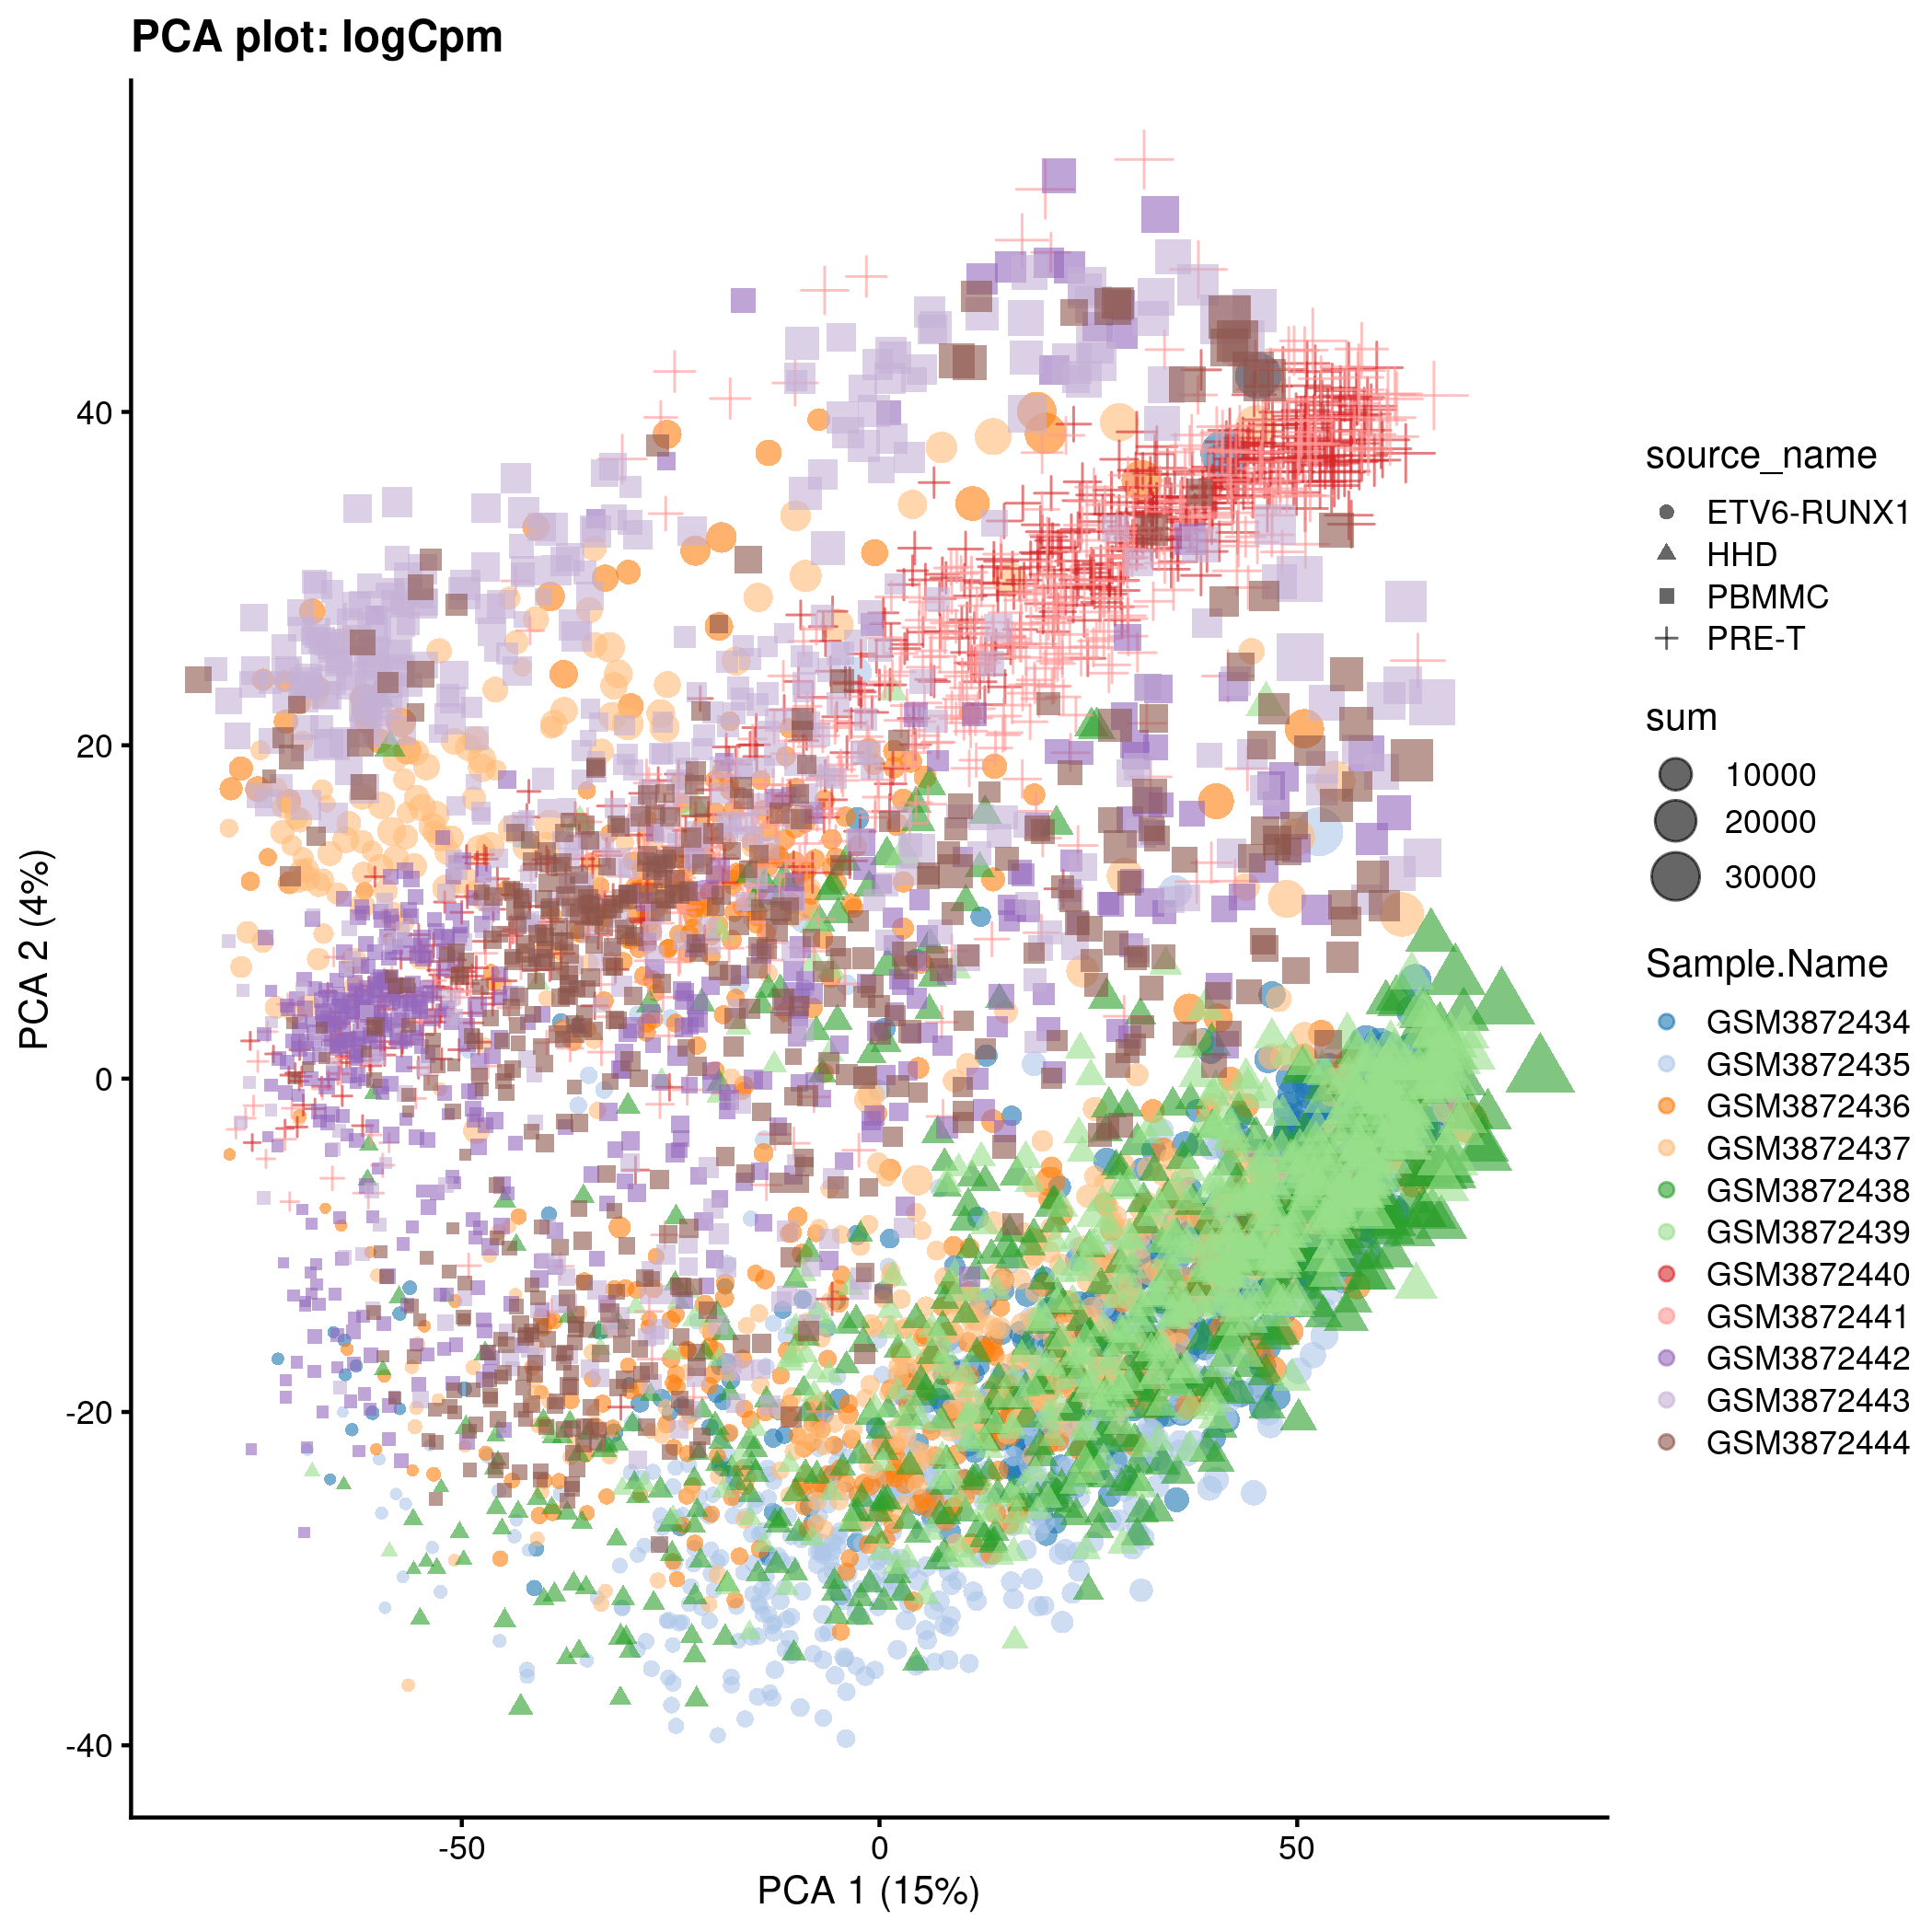 PCA plot: logCpm
PCA 2 (4%)
40
20
0
-20
-40
-50
0
50
PCA 1 (15%)
source_name
ETV6-RUNX1
HHD
PBMMC
PRE-T
sum
10000
20000
30000
Sample.Name
GSM3872434
GSM3872435
GSM3872436
GSM3872437
GSM3872438
GSM3872439
GSM3872440
GSM3872441
GSM3872442
GSM3872443
GSM3872444